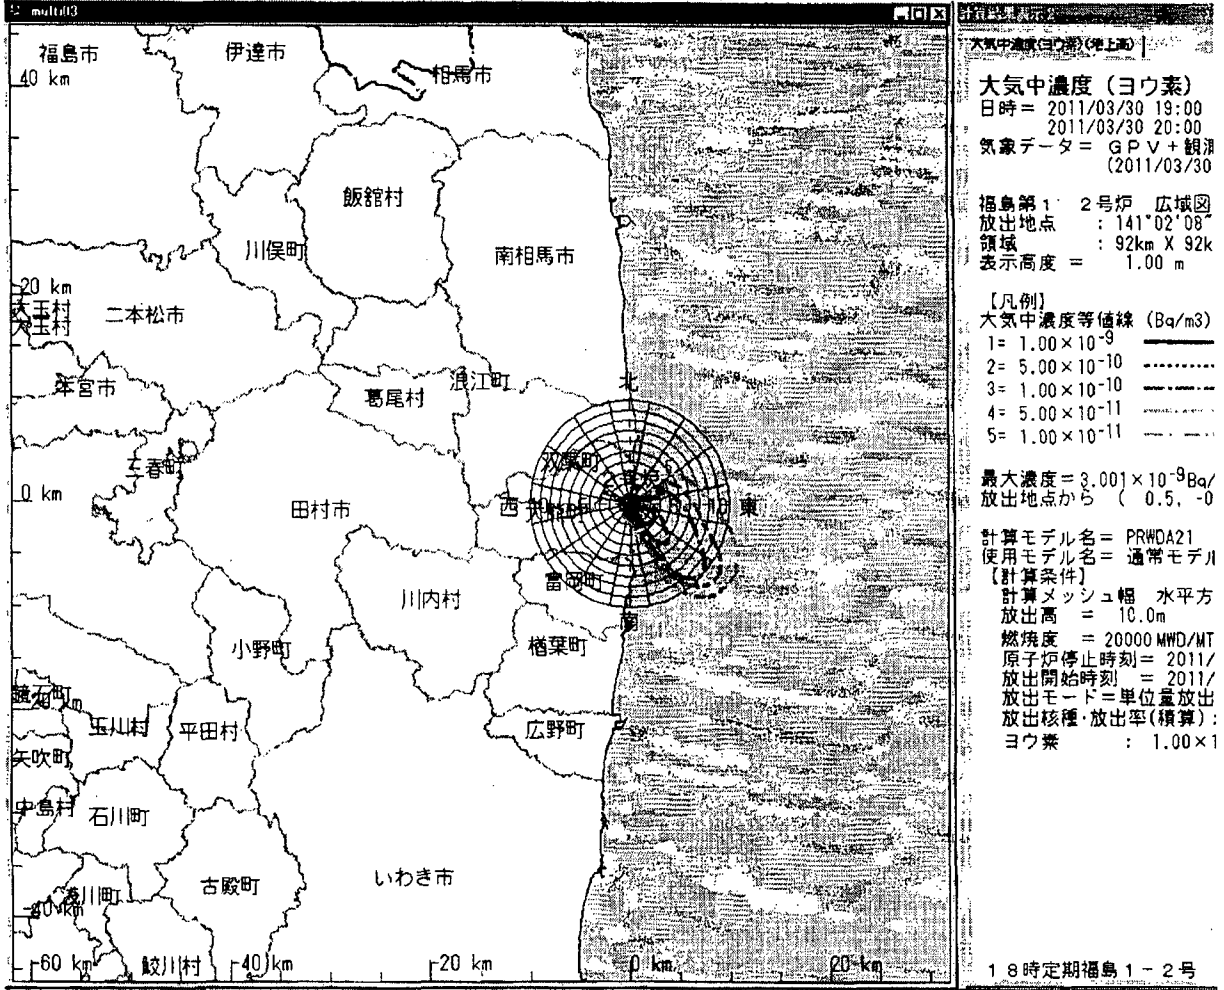 multi03
福島市
伊達市
相馬市
40 km
飯舘村
川俣町
南相馬市
20 km
大玉村
大玉村
二本松市
浪江町
北
葛尾村
双葉町
三春町
0 km
田村市
西
東
富岡町
川内村
南
小野町
楢葉町
玉川村
平田村
広野町
矢吹町
中島村
石川町
いわき市
古殿町
浅川町
-40 km
鮫川村
-60 km
-40 km
-20 km
0 km
20 km
大気中濃度(ヨウ素)(地上高)
大気中濃度 (ヨウ素)
日時= 2011/03/30 19:00
2011/03/30 20:00
気象データ= GPV+観測
(2011/03/30
福島第1 2号炉 広域図
放出地点 : 141°02'08"
領域 : 92km X 92k
表示高度 = 1.00 m
【凡例】
大気中濃度等値線 (Bq/m3)
1= 1.00×10-9
2= 5.00×10-10
3= 1.00×10-10
4= 5.00×10-11
5= 1.00×10-11
最大濃度=3.001×10-9Bq/
放出地点から ( 0.5, -0
計算モデル名= PRWDA21
使用モデル名= 通常モデル
【計算条件】
計算メッシュ幅 水平方
放出高 = 10.0m
燃焼度 = 20000 MWD/MT
原子炉停止時刻= 2011/
放出開始時刻 = 2011/
放出モード=単位量放出
放出核種・放出率(積算):
ヨウ素 : 1.00×1
18時定期福島1-2号